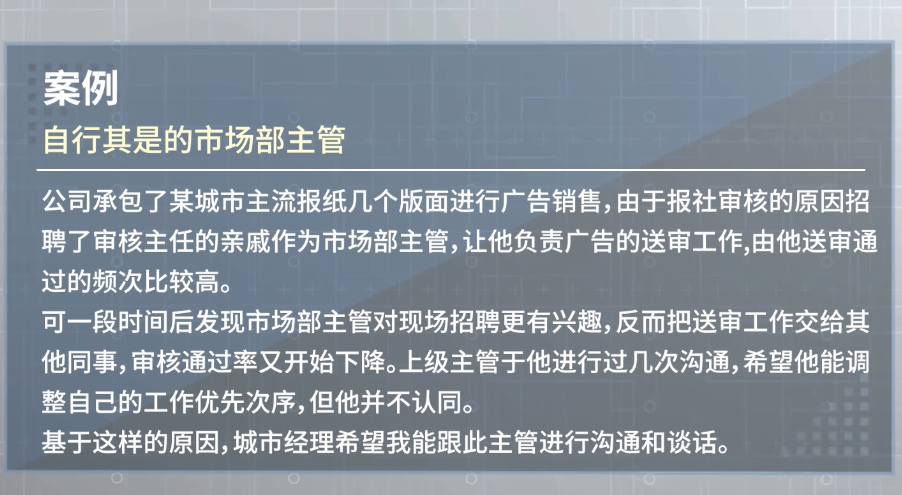 案例
自行其是的市场部主管
公司承包了某城市主流报纸几个版面进行广告销售，由于报社审核的原因招
聘了审核主任的亲戚作为市场部主管，让他负责广告的送审工作,由他送审通
过的频次比较高。
可一段时间后发现市场部主管对现场招聘更有兴趣，反而把送审工作交给其
他同事，审核通过率又开始下降。上级主管于他进行过几次沟通，希望他能调
整自己的工作优先次序，但他并不认同。
基于这样的原因，城市经理希望我能跟此主管进行沟通和谈话。